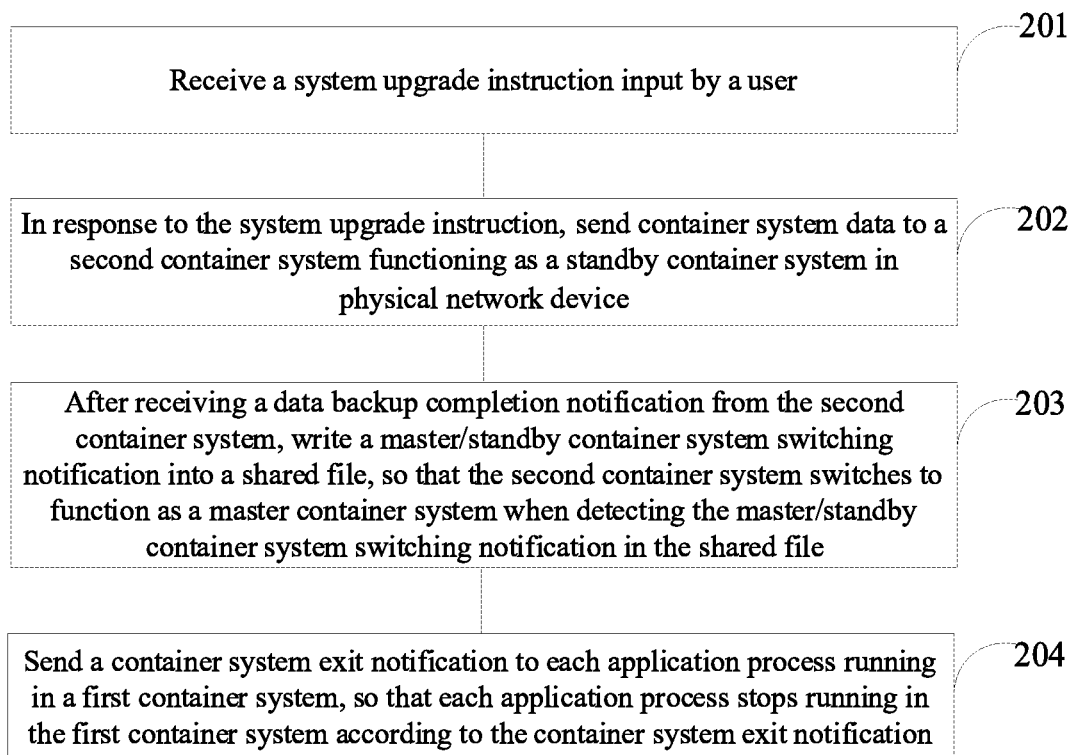 201
Receive a system upgrade instruction input by a user
202
In response to the system upgrade instruction, send container system data to a
second container system functioning as a standby container system in
physical network device
203
After receiving a data backup completion notification from the second
container system, write a master/standby container system switching
notification into a shared file, so that the second container system switches to
function as a master container system when detecting the master/standby
container system switching notification in the shared file
204
Send a container system exit notification to each application process running
in a first container system, so that each application process stops running in
the first container system according to the container system exit notification